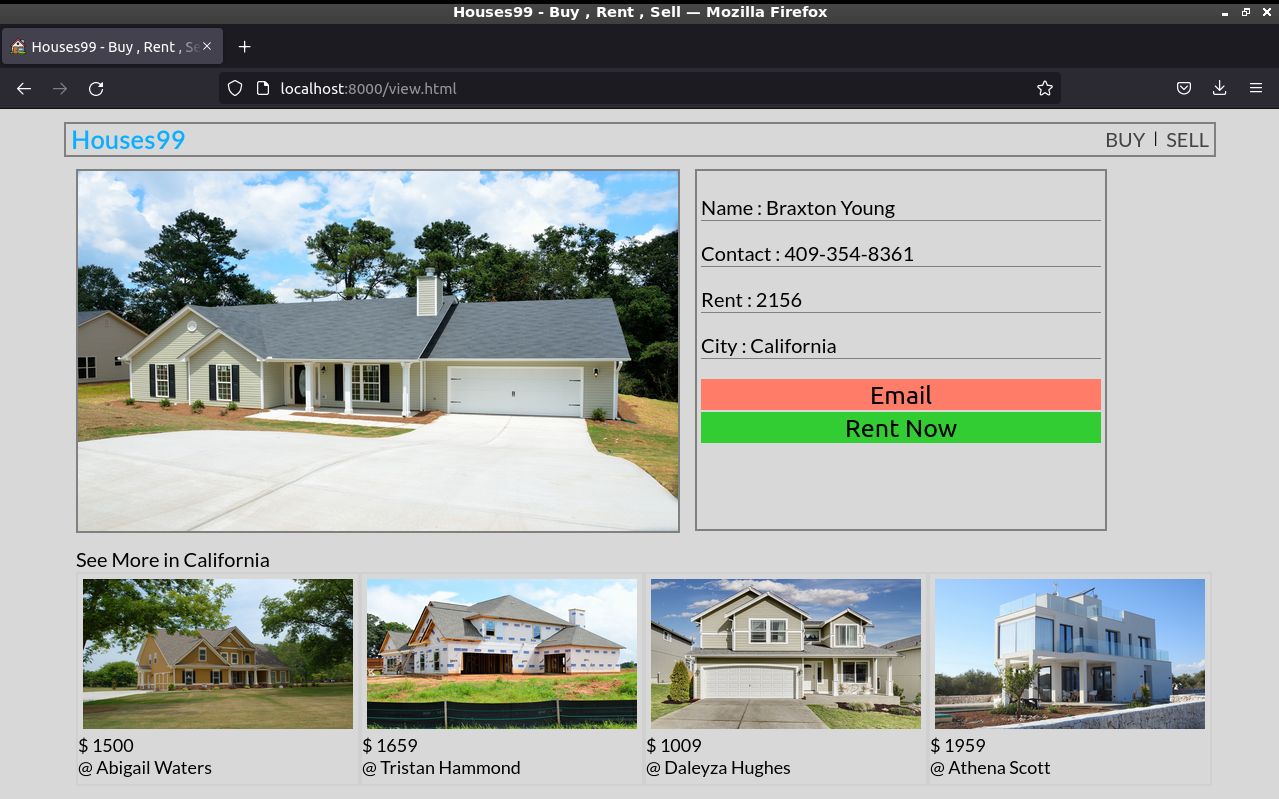 Houses99 - Buy , Rent , Sell — Mozilla Firefox
Houses99 - Buy , Rent , Se
localhost:8000/view.html
Houses99
BUY | SELL
Name : Braxton Young
Contact : 409-354-8361
Rent : 2156
City : California
Email
Rent Now
See More in California
$ 1500
@ Abigail Waters
$ 1659
@ Tristan Hammond
$ 1009
@ Daleyza Hughes
$ 1959
@ Athena Scott